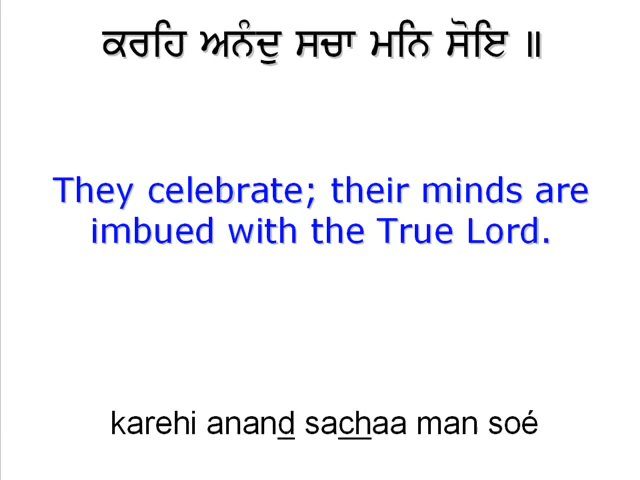 ਕਰਹਿ ਅਨੰਦੁ ਸਚਾ ਮਨਿ ਸੋਇ ॥
They celebrate; their minds are
imbued with the True Lord.
karehi anand sachaa man soé